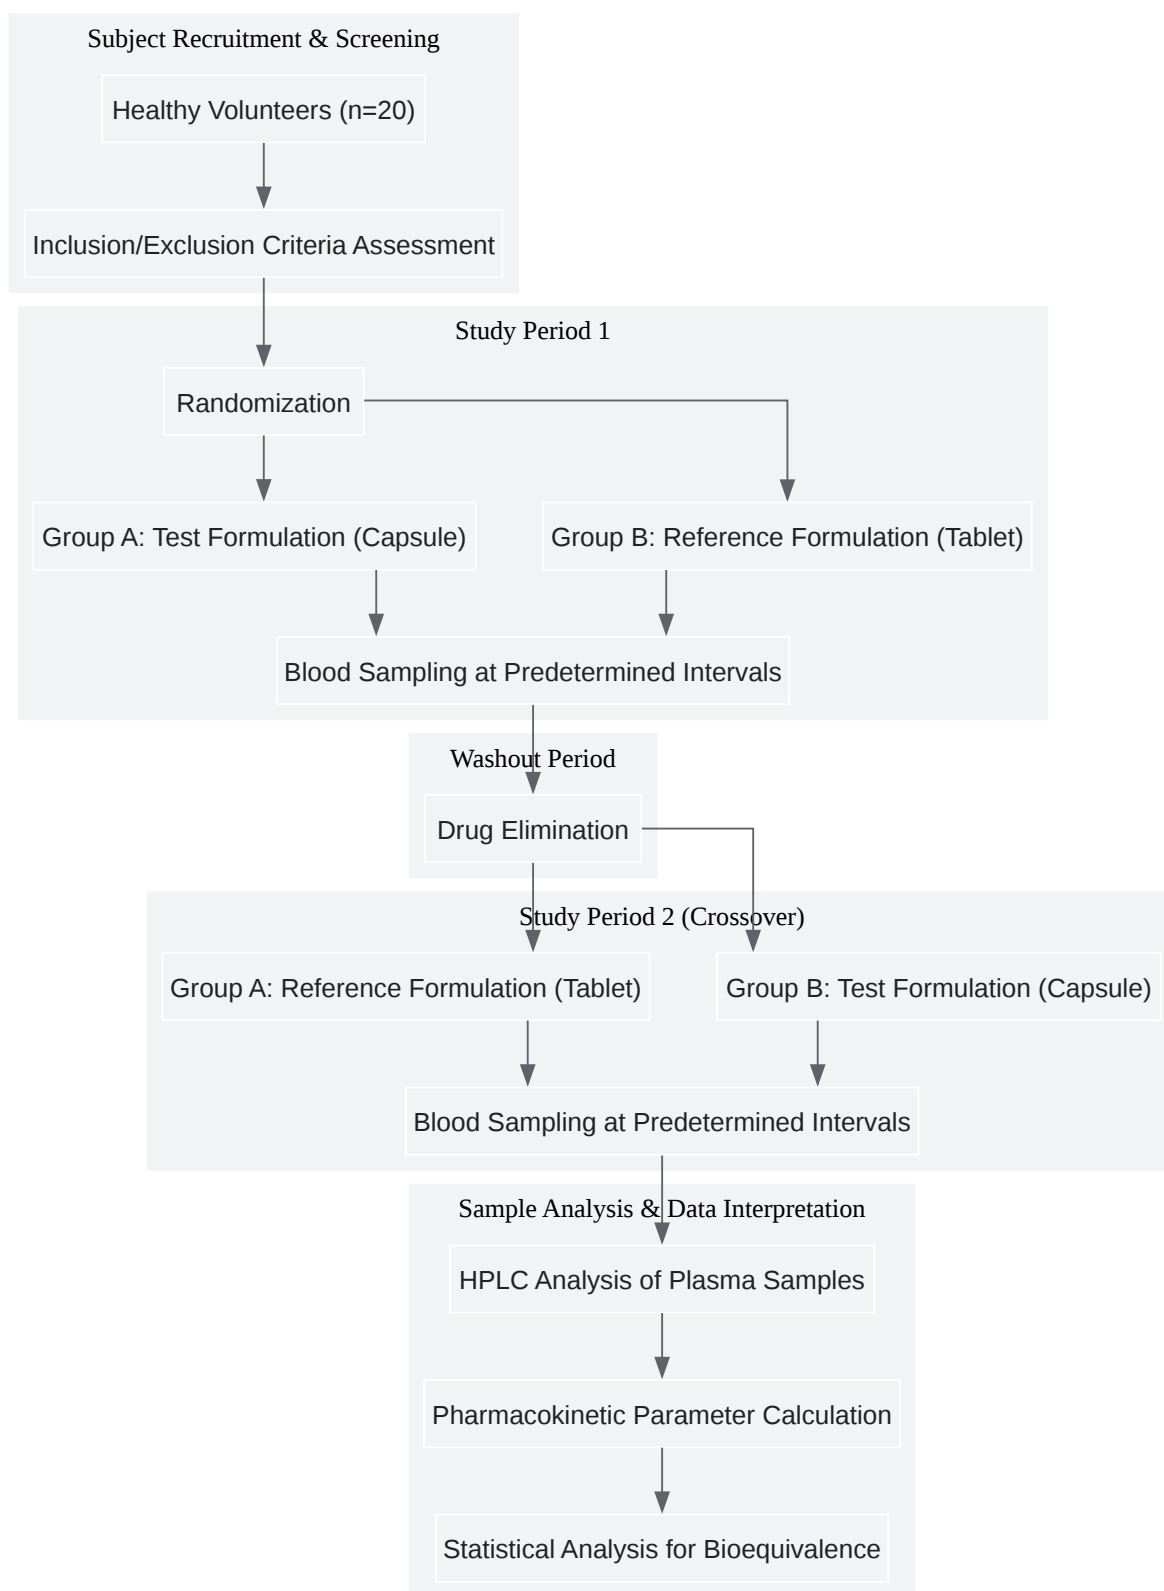 Subject Recruitment & Screening
Healthy Volunteers (n=20)
Inclusion/Exclusion Criteria Assessment
Study Period 1
Randomization
Group A: Test Formulation (Capsule)
Group B: Reference Formulation (Tablet)
Blood Sampling at Predetermined Intervals
Washout Period
Drug Elimination
Study Period 2 (Crossover)
Group A: Reference Formulation (Tablet)
Group B: Test Formulation (Capsule)
Blood Sampling at Predetermined Intervals
Sample Analysis & Data Interpretation
HPLC Analysis of Plasma Samples
Pharmacokinetic Parameter Calculation
Statistical Analysis for Bioequivalence